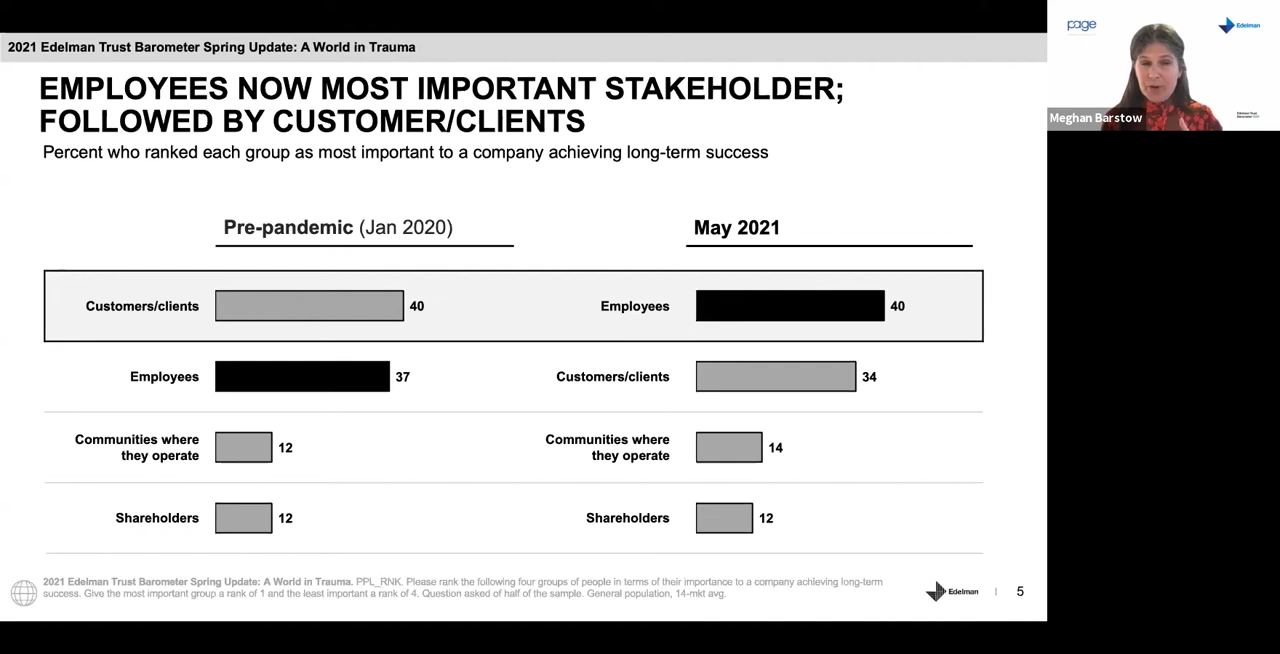 2021 Edelman Trust Barometer Spring Update: A World in Trauma
page
Edelman
Meghan Barstow
Edelman Trust
EMPLOYEES NOW MOST IMPORTANT STAKEHOLDER;
FOLLOWED BY CUSTOMER/CLIENTS
Percent who ranked each group as most important to a company achieving long-term success
Pre-pandemic (Jan 2020)
May 2021
Customers/clients 40
Employees 40
Employees 37
Customers/clients 34
Communities where
they operate 12
Communities where
they operate 14
Shareholders 12
Shareholders 12
2021 Edelman Trust Barometer Spring Update: A World in Trauma. PPL_RNK. Please rank the following four groups of people in terms of their importance to a company achieving long-term
success. Give the most important group a rank of 1 and the least important a rank of 4. Question asked of half of the sample. General population, 14-mkt avg.
Edelman | 5